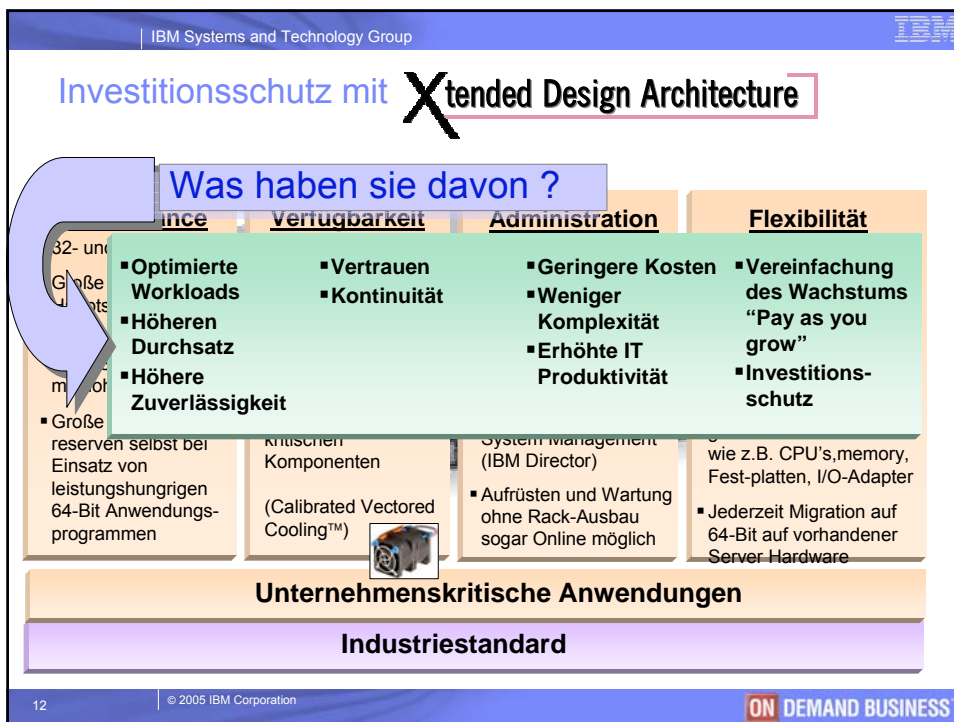 IBM Systems and Technology Group
IBM
Investitionsschutz mit Xtended Design Architecture
Was haben sie davon ?
Verfügbarkeit
Administration
Flexibilität
32- und
Große
▪Optimierte
Workloads
▪Höheren
Durchsatz
▪Höhere
Zuverlässigkeit
▪Vertrauen
▪Kontinuität
▪Geringere Kosten
▪Weniger
Komplexität
▪Erhöhte IT
Produktivität
▪Vereinfachung
des Wachstums
“Pay as you
grow”
▪Investitions-
schutz
▪Große
reserven selbst bei
Einsatz von
leistungshungrigen
64-Bit Anwendungs-
programmen
kritischen
Komponenten
(Calibrated Vectored
Cooling™)
System Management
(IBM Director)
▪Aufrüsten und Wartung
ohne Rack-Ausbau
sogar Online möglich
wie z.B. CPU's,memory,
Fest-platten, I/O-Adapter
▪Jederzeit Migration auf
64-Bit auf vorhandener
Server Hardware
Unternehmenskritische Anwendungen
Industriestandard
12
© 2005 IBM Corporation
ON DEMAND BUSINESS